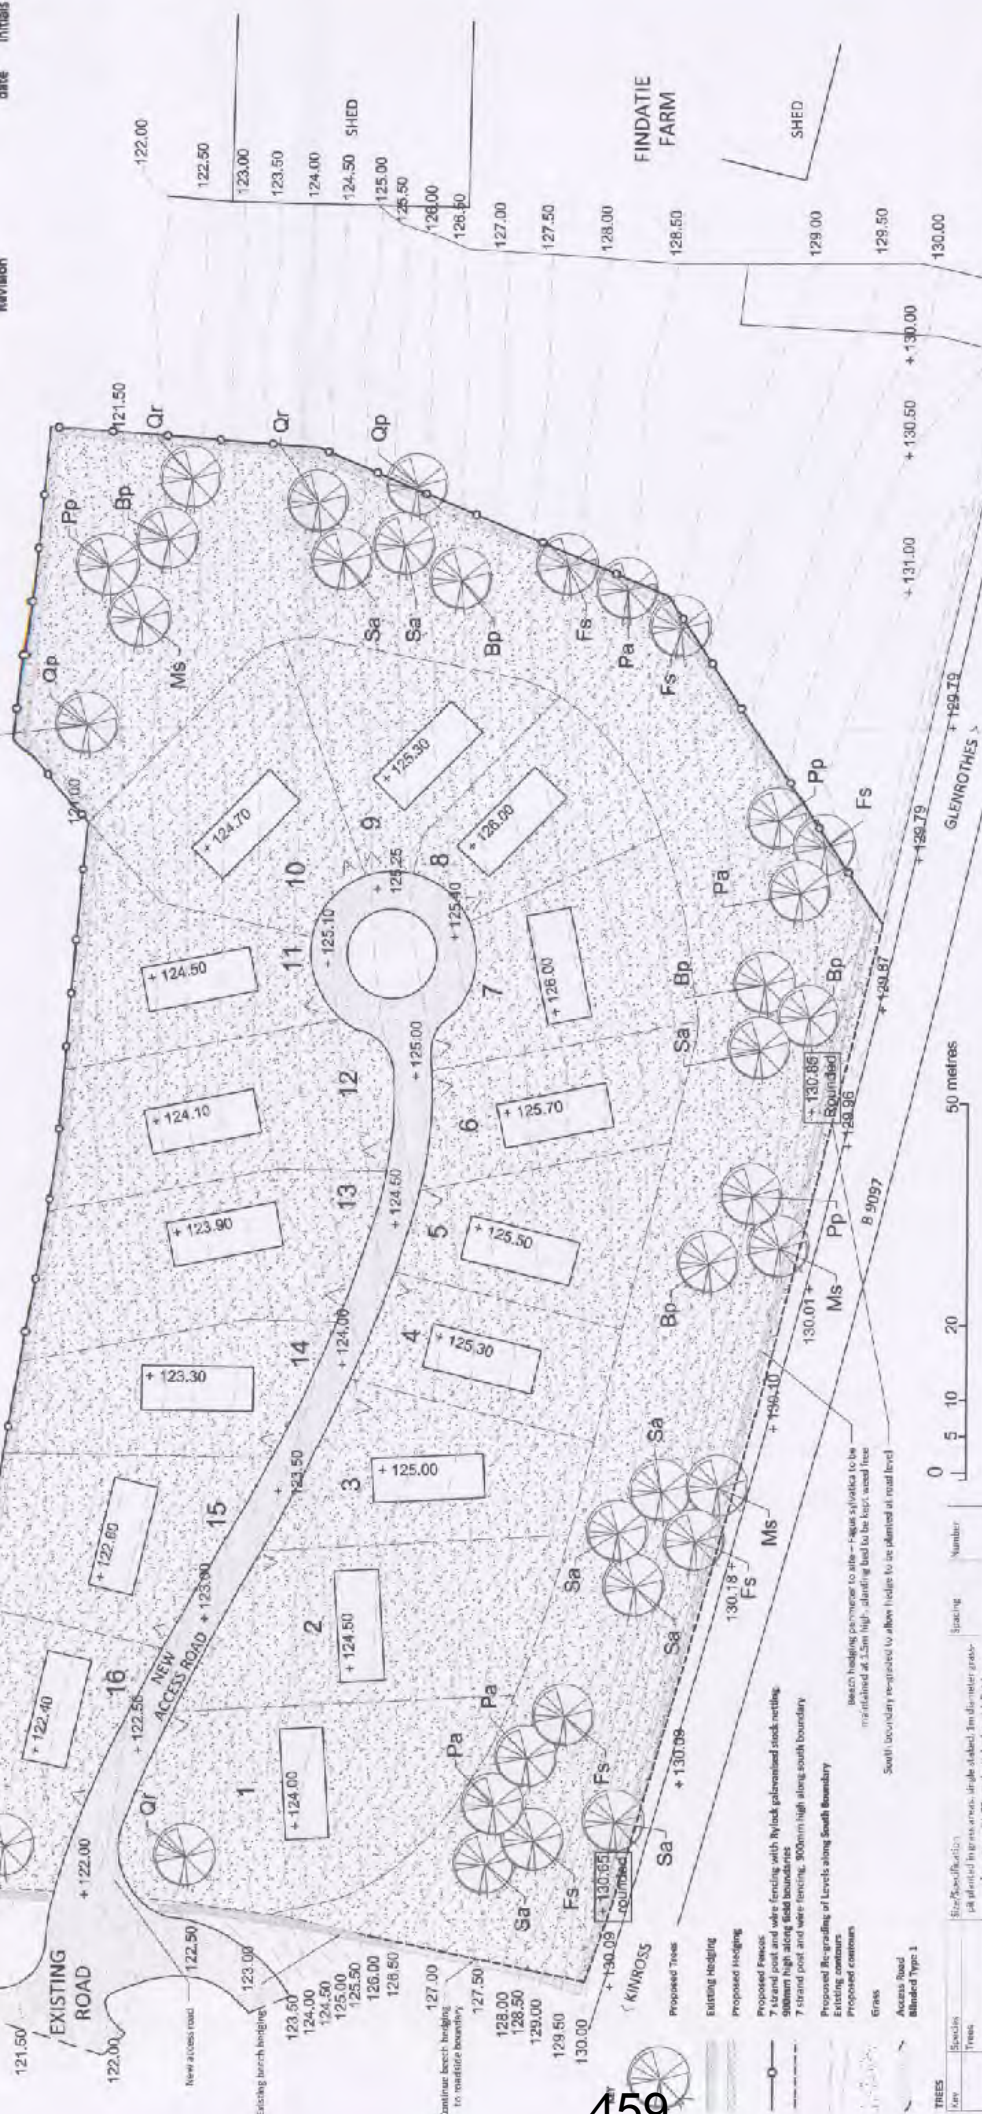 Revision
date
initials
122.00
122.50
123.00
123.50
124.00
124.50
SHED
125.00
125.50
126.00
126.50
127.00
127.50
128.00
128.50
129.00
129.50
130.00
FINDATIE
FARM
SHED
+ 130.00
+ 130.50
+ 131.00
121.50
Qr
Qr
Qp
Pp
Bp
Ms
Qp
Sa
Sa
Bp
Fs
Pa
Fs
121.00
+ 124.70
+ 125.30
+ 126.00
10
9
8
+ 125.25
+ 125.10
+ 125.40
11
+ 124.50
7
+ 126.00
+ 125.00
12
+ 124.10
6
+ 125.70
13
+ 123.90
+ 124.50
5
+ 125.50
14
+ 123.30
+ 124.00
4
+ 125.30
15
+ 123.50
3
+ 125.00
+ 123.00
2
+ 124.50
16
+ 122.40
NEW
ACCESS ROAD
+ 122.50
1
+ 124.00
Qr
+ 122.00
EXISTING
ROAD
121.50
122.00
New access road
122.50
Existing beech hedging
123.00
123.50
124.00
124.50
125.00
125.50
126.00
126.50
127.00
127.50
128.00
128.50
129.00
129.50
130.00
Continue beech hedging
to roadside boundary
Pp
Fs
Pa
Bp
Sa
Bp
+ 130.85
Rounded
Bp
Pp
Ms
Sa
Sa
Ms
Fs
Sa
Pa
Pa
Fs
Sa
Fs
Sa
+ 130.65
rounded
+ 129.79
GLENROTHES >
+ 129.79
+ 129.87
+ 129.96
B 9097
130.01 +
+ 130.10
130.18 +
+ 130.09
+ 130.09
< KINROSS
0
5
10
20
50 metres
Beech hedging perimeter to site - Fagus sylvatica to be
maintained at 1.5m high planting bed to be kept weed free
South boundary re-graded to allow hedge to be planted at road level
KEY
Proposed Trees
Existing Hedging
Proposed Hedging
Proposed Fences
7 strand post and wire fencing with Rylock galavanised stock netting
900mm high along field boundaries
7 strand post and wire fencing, 900mm high along south boundary
Proposed Re-grading of Levels along South Boundary
Existing contours
Proposed contours
Grass
Access Road
Blinded Type 1
TREES
Key
Species
Size/Specification
Spacing
Number
Trees
459